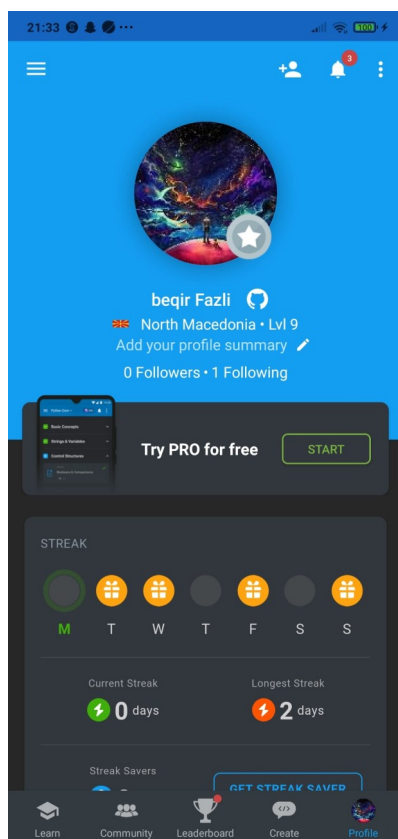 21:33
100
3
beqir Fazli
North Macedonia • Lvl 9
Add your profile summary
0 Followers • 1 Following
Basic Concepts
Strings & Variables
Control Structures
Try PRO for free
START
STREAK
M T W T F S S
Current Streak Longest Streak
0 days 2 days
Streak Savers
GET STREAK SAVER
Learn Community Leaderboard Create Profile